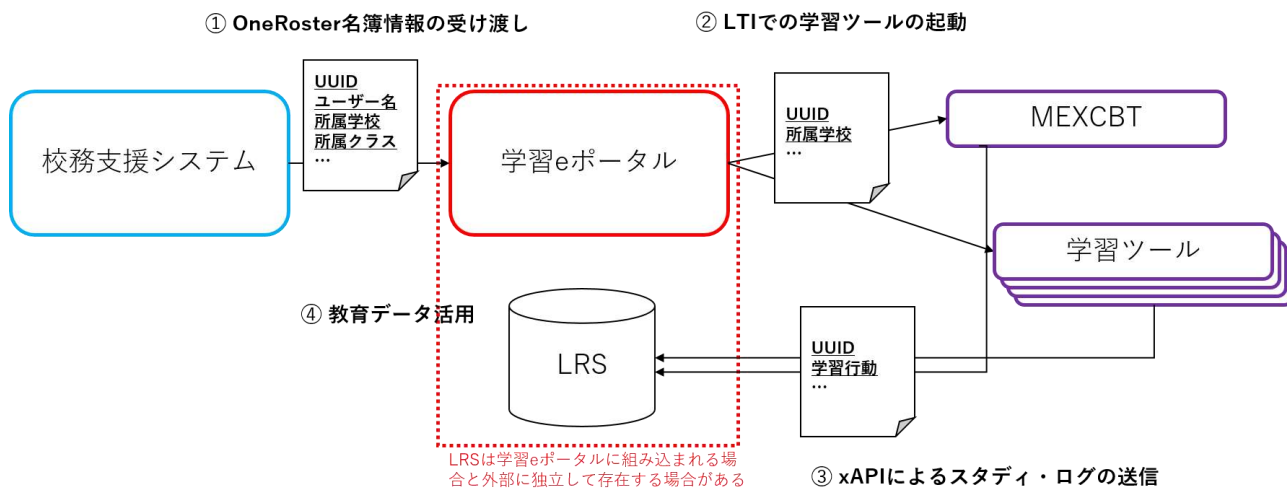 ① OneRoster名簿情報の受け渡し
② LTIでの学習ツールの起動
UUID
ユーザー名
所属学校
所属クラス
…
校務支援システム
学習eポータル
UUID
所属学校
…
MEXCBT
学習ツール
④ 教育データ活用
LRS
UUID
学習行動
…
LRSは学習eポータルに組み込まれる場
合と外部に独立して存在する場合がある
③ xAPIによるスタディ・ログの送信